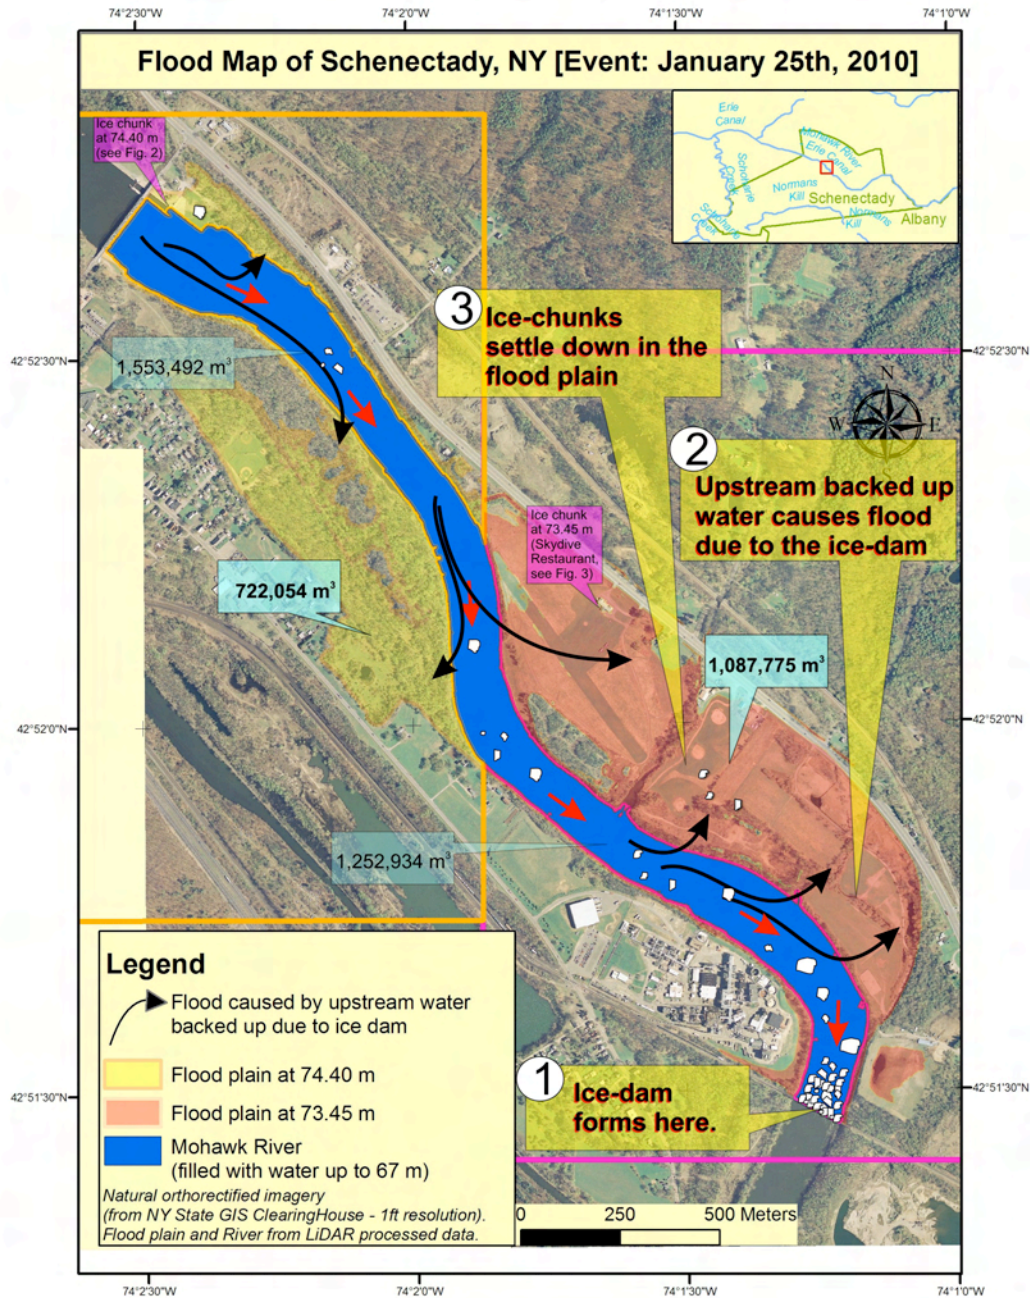 74°2'30"W
74°2'0"W
74°1'30"W
74°1'0"W
Flood Map of Schenectady, NY [Event: January 25th, 2010]
Ice chunk
at 74.40 m
(see Fig. 2)
Erie
Canal
Mohawk River
Erie Canal
Schoharie
Creek
Normans
Kill
Schenectady
Schoharie
Creek
Normans
Kill
Albany
3
Ice-chunks
settle down in the
flood plain
42°52'30"N
42°52'30"N
1,553,492 m³
N
W
E
2
Upstream backed up
water causes flood
due to the ice-dam
Ice chunk
at 73.45 m
(Skydive
Restaurant,
see Fig. 3)
722,054 m³
1,087,775 m³
42°52'0"N
42°52'0"N
1,252,934 m³
Legend
Flood caused by upstream water
backed up due to ice dam
Flood plain at 74.40 m
Flood plain at 73.45 m
Mohawk River
(filled with water up to 67 m)
Natural orthorectified imagery
(from NY State GIS ClearingHouse - 1ft resolution).
Flood plain and River from LiDAR processed data.
1
Ice-dam
forms here.
42°51'30"N
42°51'30"N
0 250 500 Meters
74°2'30"W
74°2'0"W
74°1'30"W
74°1'0"W